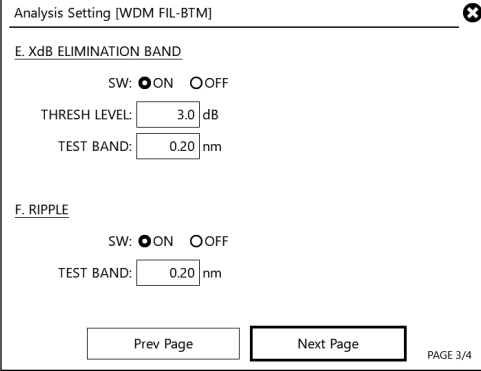 Analysis Setting [WDM FIL-BTM]
E. XdB ELIMINATION BAND
SW: ON OFF
THRESH LEVEL: 3.0 dB
TEST BAND: 0.20 nm
F. RIPPLE
SW: ON OFF
TEST BAND: 0.20 nm
Prev Page Next Page PAGE 3/4